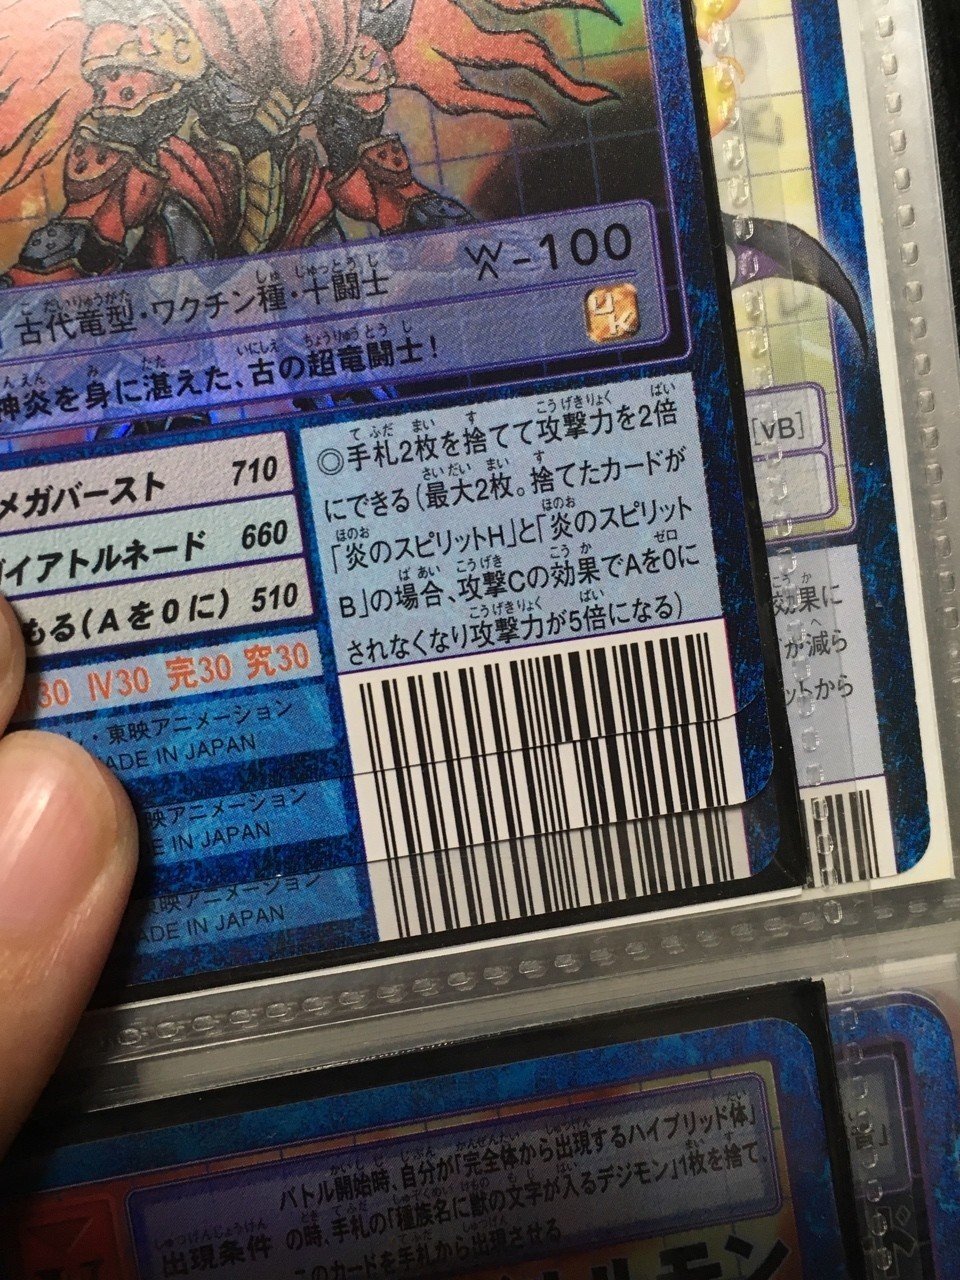 -100
古代竜型・ワクチン種・十闘士
神炎を身に湛えた、古の超竜闘士!
メガバースト 710
ガイアトルネード 660
もる(Aを0に) 510
30 Ⅳ30 完30 究30
・東映アニメーション
MADE IN JAPAN
映アニメーション
DE IN JAPAN
東映アニメーション
ADE IN JAPAN
◎手札2枚を捨てて攻撃力を2倍
にできる(最大2枚。捨てたカードが
「炎のスピリットH」と「炎のスピリット
B」の場合、攻撃Cの効果でAを0に
されなくなり攻撃力が5倍になる)
[vB]
効果に
が減ら
ットから
バトル開始時、自分が「完全体から出現するハイブリッド体」
の時、手札の「種族名に獣の文字が入るデジモン」1枚を捨て、
このカードを手札から出現させる
出現条件
ルモン